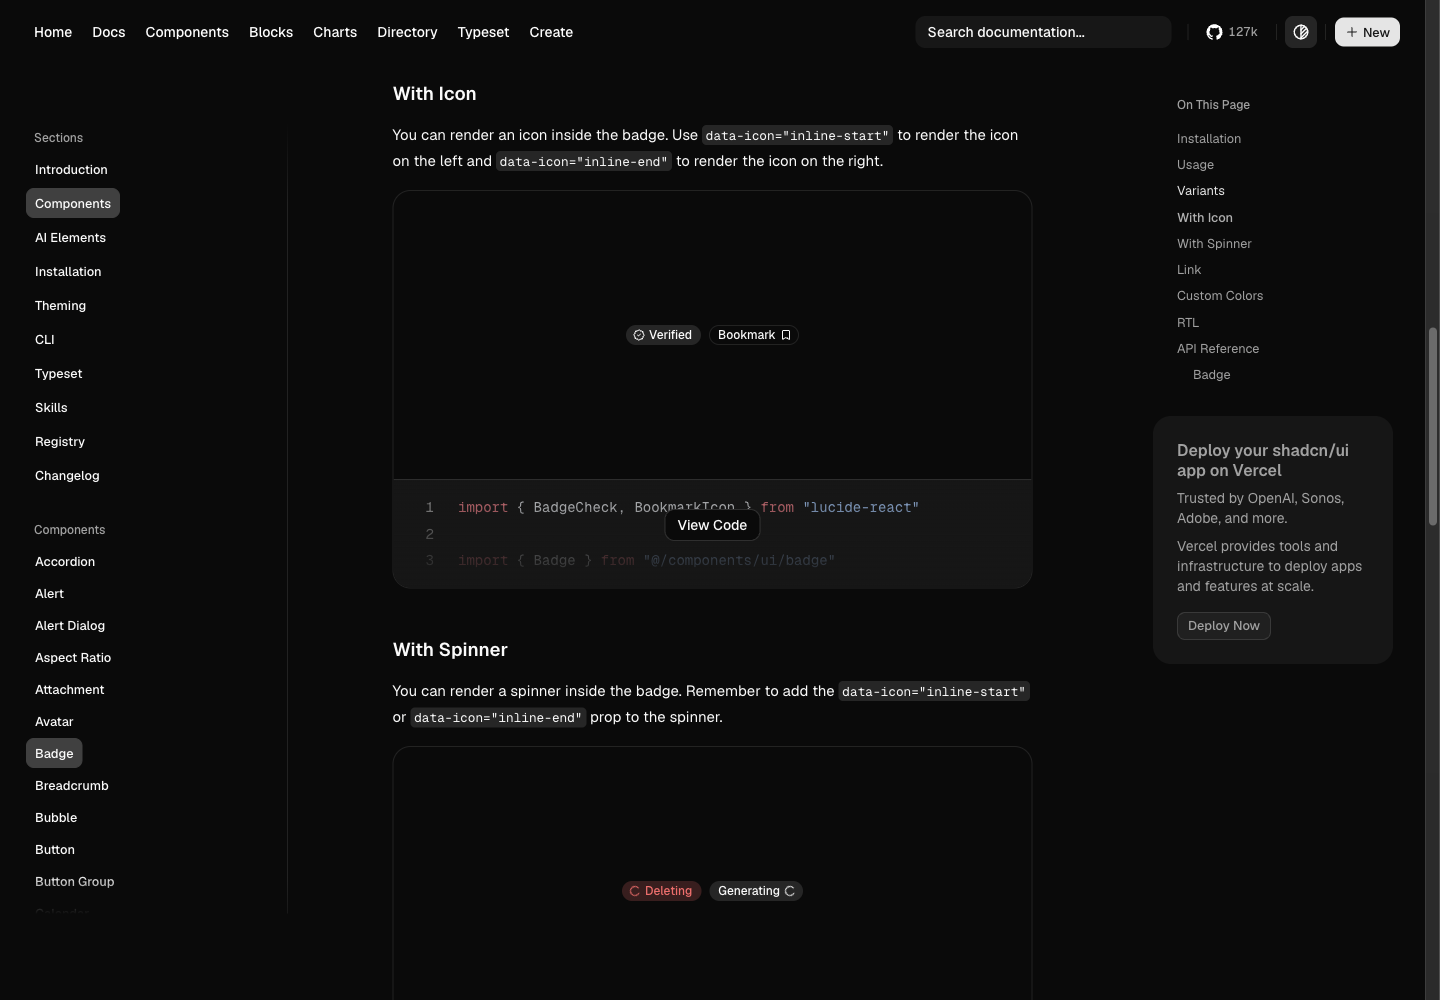 Home Docs Components Blocks Charts Directory Typeset Create
Search documentation...
127k
New
Sections
Introduction
Components
AI Elements
Installation
Theming
CLI
Typeset
Skills
Registry
Changelog
Components
Accordion
Alert
Alert Dialog
Aspect Ratio
Attachment
Avatar
Badge
Breadcrumb
Bubble
Button
Button Group
Calendar
With Icon
You can render an icon inside the badge. Use data-icon="inline-start" to render the icon
on the left and data-icon="inline-end" to render the icon on the right.
Verified
Bookmark
1 import { BadgeCheck, BookmarkIcon } from "lucide-react"
2
View Code
3 import { Badge } from "@/components/ui/badge"
With Spinner
You can render a spinner inside the badge. Remember to add the data-icon="inline-start"
or data-icon="inline-end" prop to the spinner.
Deleting
Generating
On This Page
Installation
Usage
Variants
With Icon
With Spinner
Link
Custom Colors
RTL
API Reference
Badge
Deploy your shadcn/ui
app on Vercel
Trusted by OpenAI, Sonos,
Adobe, and more.
Vercel provides tools and
infrastructure to deploy apps
and features at scale.
Deploy Now